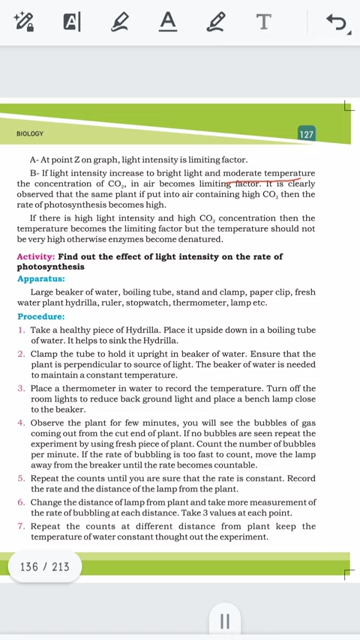 BIOLOGY
127
A- At point Z on graph, light intensity is limiting factor.
B- If light intensity increase to bright light and moderate temperature
the concentration of CO₂, in air becomes limiting factor. It is clearly
observed that the same plant if put into air containing high CO₂ then the
rate of photosynthesis becomes high.
If there is high light intensity and high CO₂ concentration then the
temperature becomes the limiting factor but the temperature should not
be very high otherwise enzymes become denatured.
Activity: Find out the effect of light intensity on the rate of
photosynthesis
Apparatus:
Large beaker of water, boiling tube, stand and clamp, paper clip, fresh
water plant hydrilla, ruler, stopwatch, thermometer, lamp etc.
Procedure:
1. Take a healthy piece of Hydrilla. Place it upside down in a boiling tube
of water. It helps to sink the Hydrilla.
2. Clamp the tube to hold it upright in beaker of water. Ensure that the
plant is perpendicular to source of light. The beaker of water is needed
to maintain a constant temperature.
3. Place a thermometer in water to record the temperature. Turn off the
room lights to reduce back ground light and place a bench lamp close
to the beaker.
4. Observe the plant for few minutes, you will see the bubbles of gas
coming out from the cut end of plant. If no bubbles are seen repeat the
experiment by using fresh piece of plant. Count the number of bubbles
per minute. If the rate of bubbling is too fast to count, move the lamp
away from the breaker until the rate becomes countable.
5. Repeat the counts until you are sure that the rate is constant. Record
the rate and the distance of the lamp from the plant.
6. Change the distance of lamp from plant and take more measurement of
the rate of bubbling at each distance. Take 3 values at each point.
7. Repeat the counts at different distance from plant keep the
temperature of water constant thought out the experiment.
136 / 213